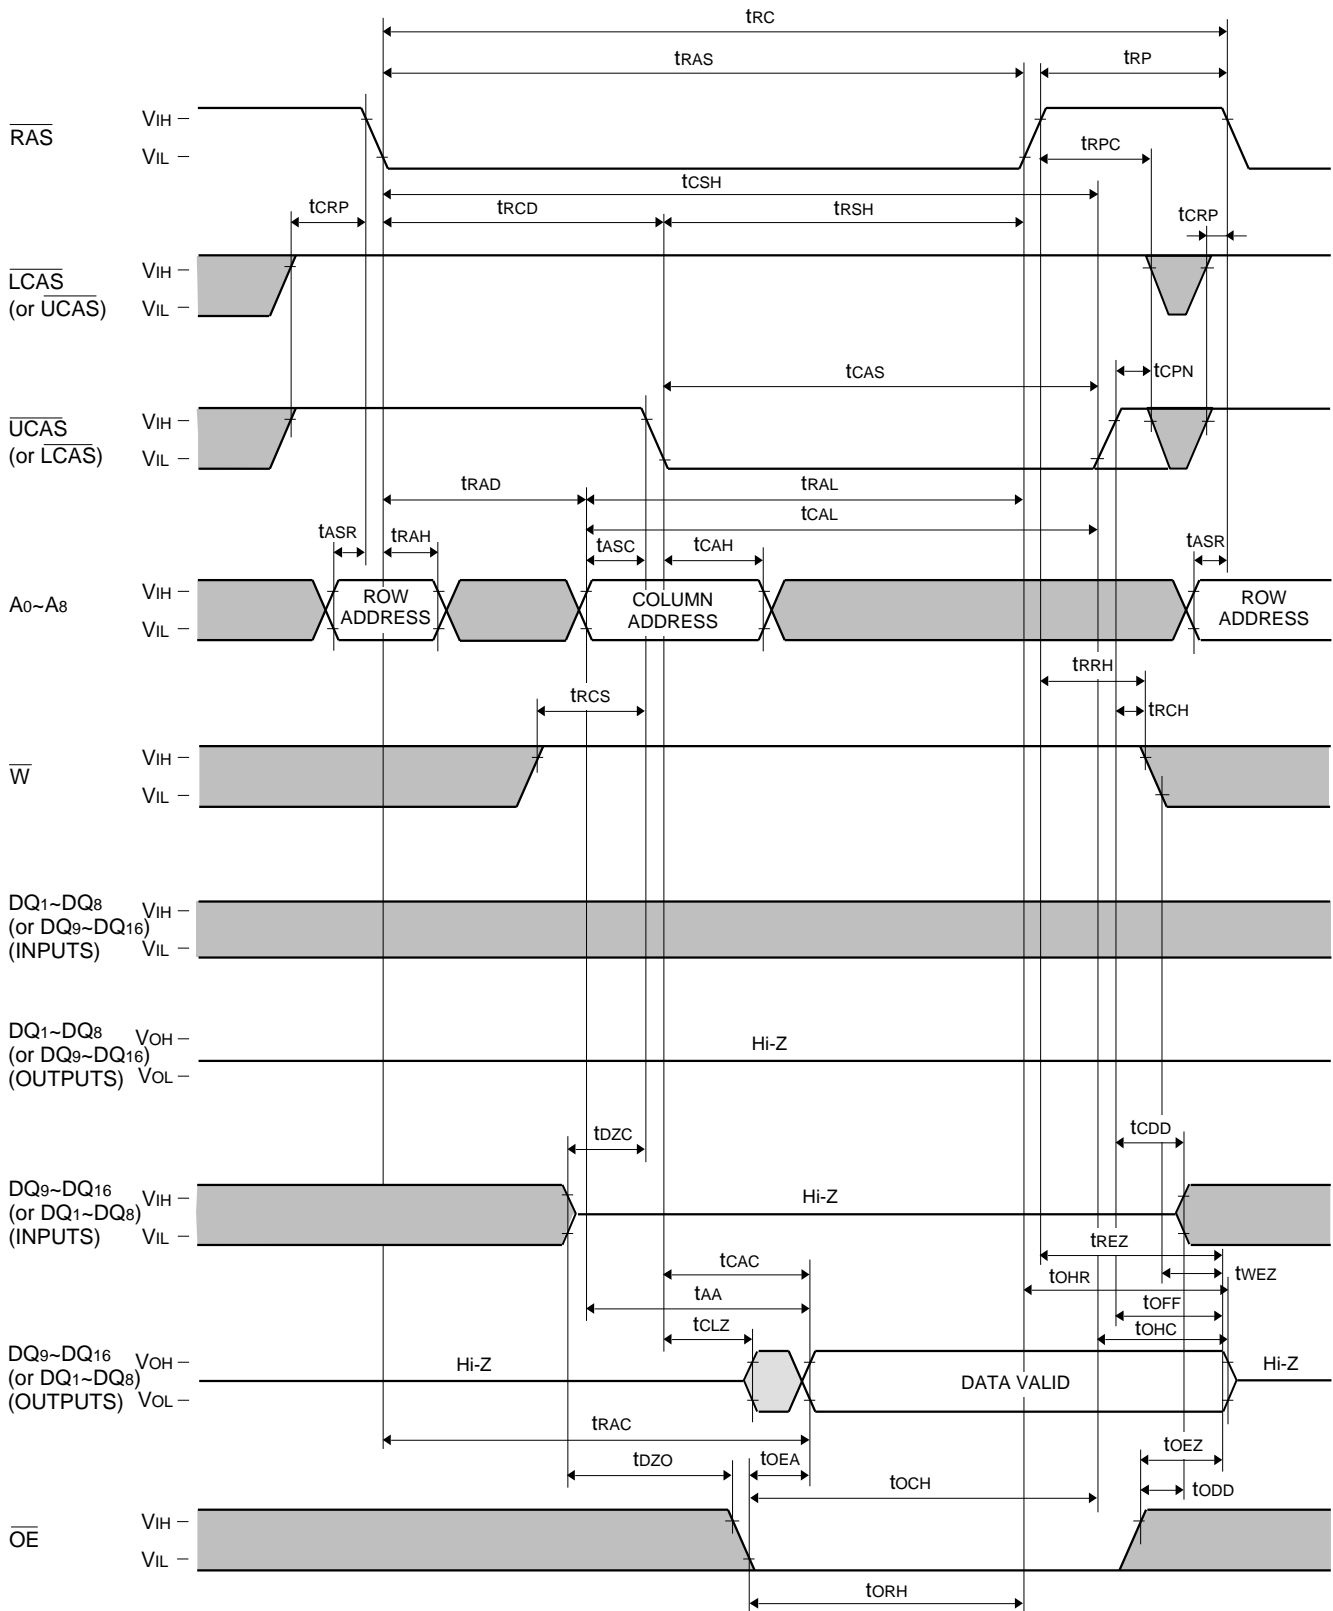 tRC
tRAS
tRP
RAS
VIH
VIL
tRPC
tCSH
tCRP
tRCD
tRSH
tCRP
LCAS
(or UCAS)
VIH
VIL
tCAS
tCPN
UCAS
(or LCAS)
VIH
VIL
tRAD
tRAL
tCAL
tASR
tRAH
tASC
tCAH
tASR
A0~A8
VIH
VIL
ROW
ADDRESS
COLUMN
ADDRESS
ROW
ADDRESS
tRRH
tRCS
tRCH
W
VIH
VIL
DQ1~DQ8
(or DQ9~DQ16)
(INPUTS)
VIH
VIL
DQ1~DQ8
(or DQ9~DQ16)
(OUTPUTS)
VOH
VOL
Hi-Z
tDZC
tCDD
DQ9~DQ16
(or DQ1~DQ8)
(INPUTS)
VIH
VIL
Hi-Z
tREZ
tCAC
tWEZ
tOHR
tAA
tOFF
tCLZ
tOHC
DQ9~DQ16
(or DQ1~DQ8)
(OUTPUTS)
VOH
VOL
Hi-Z
DATA VALID
Hi-Z
tRAC
tDZO
tOEA
tOEZ
tOCH
tODD
OE
VIH
VIL
tORH